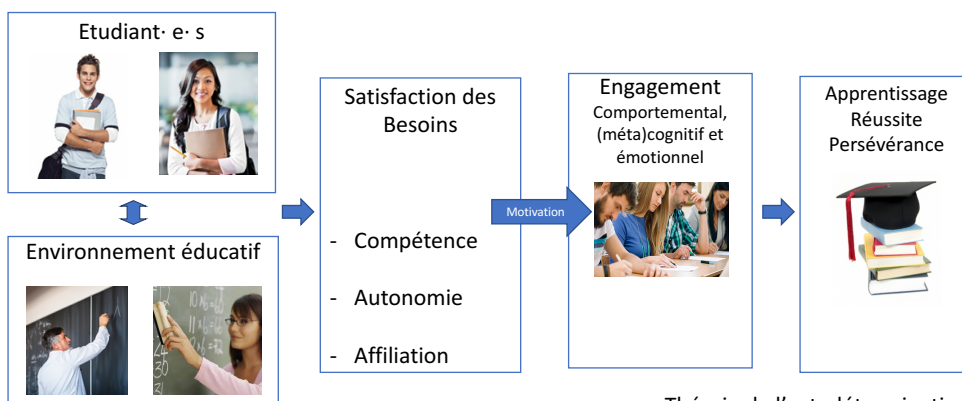 Etudiant· e· s
Environnement éducatif
Satisfaction des
Besoins
- Compétence
- Autonomie
- Affiliation
Motivation
Engagement
Comportemental,
(méta)cognitif et
émotionnel
Apprentissage
Réussite
Persévérance